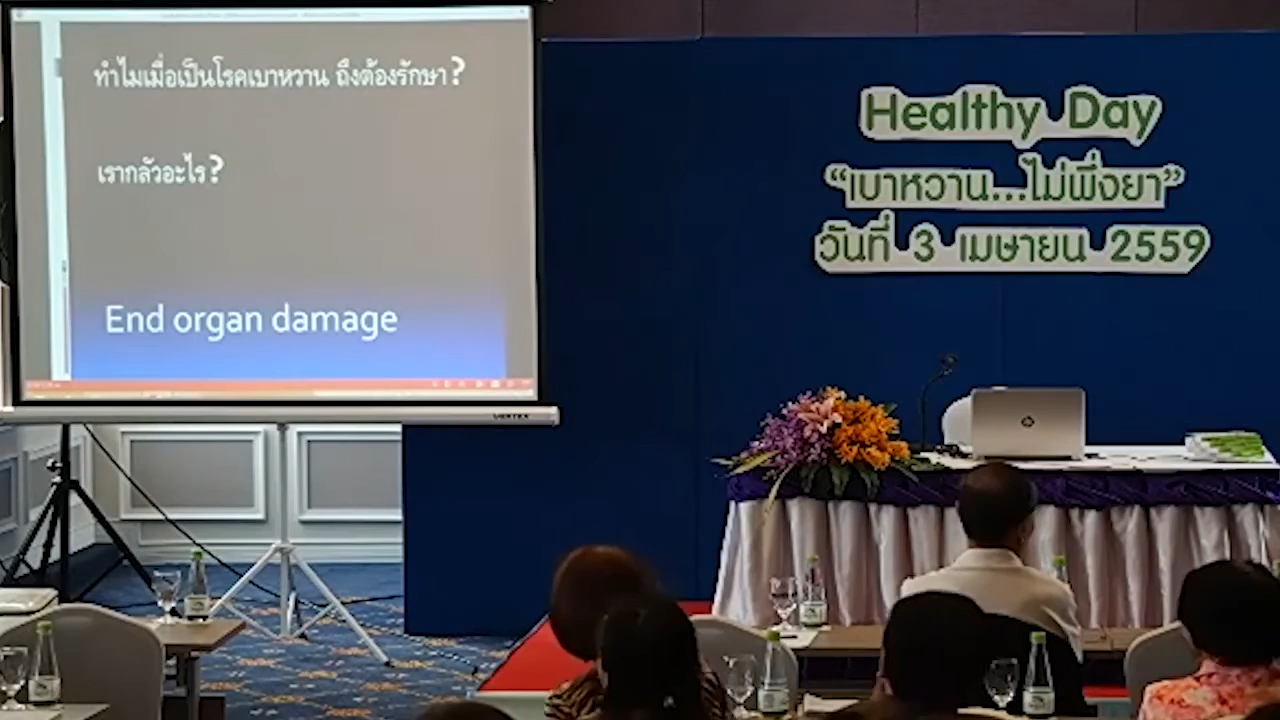 ทำไมเมื่อเป็นโรคเบาหวาน ถึงต้องรักษา?
เรากลัวอะไร?
End organ damage
Healthy Day
“เบาหวาน...ไม่พึ่งยา”
วันที่ 3 เมษายน 2559
hp